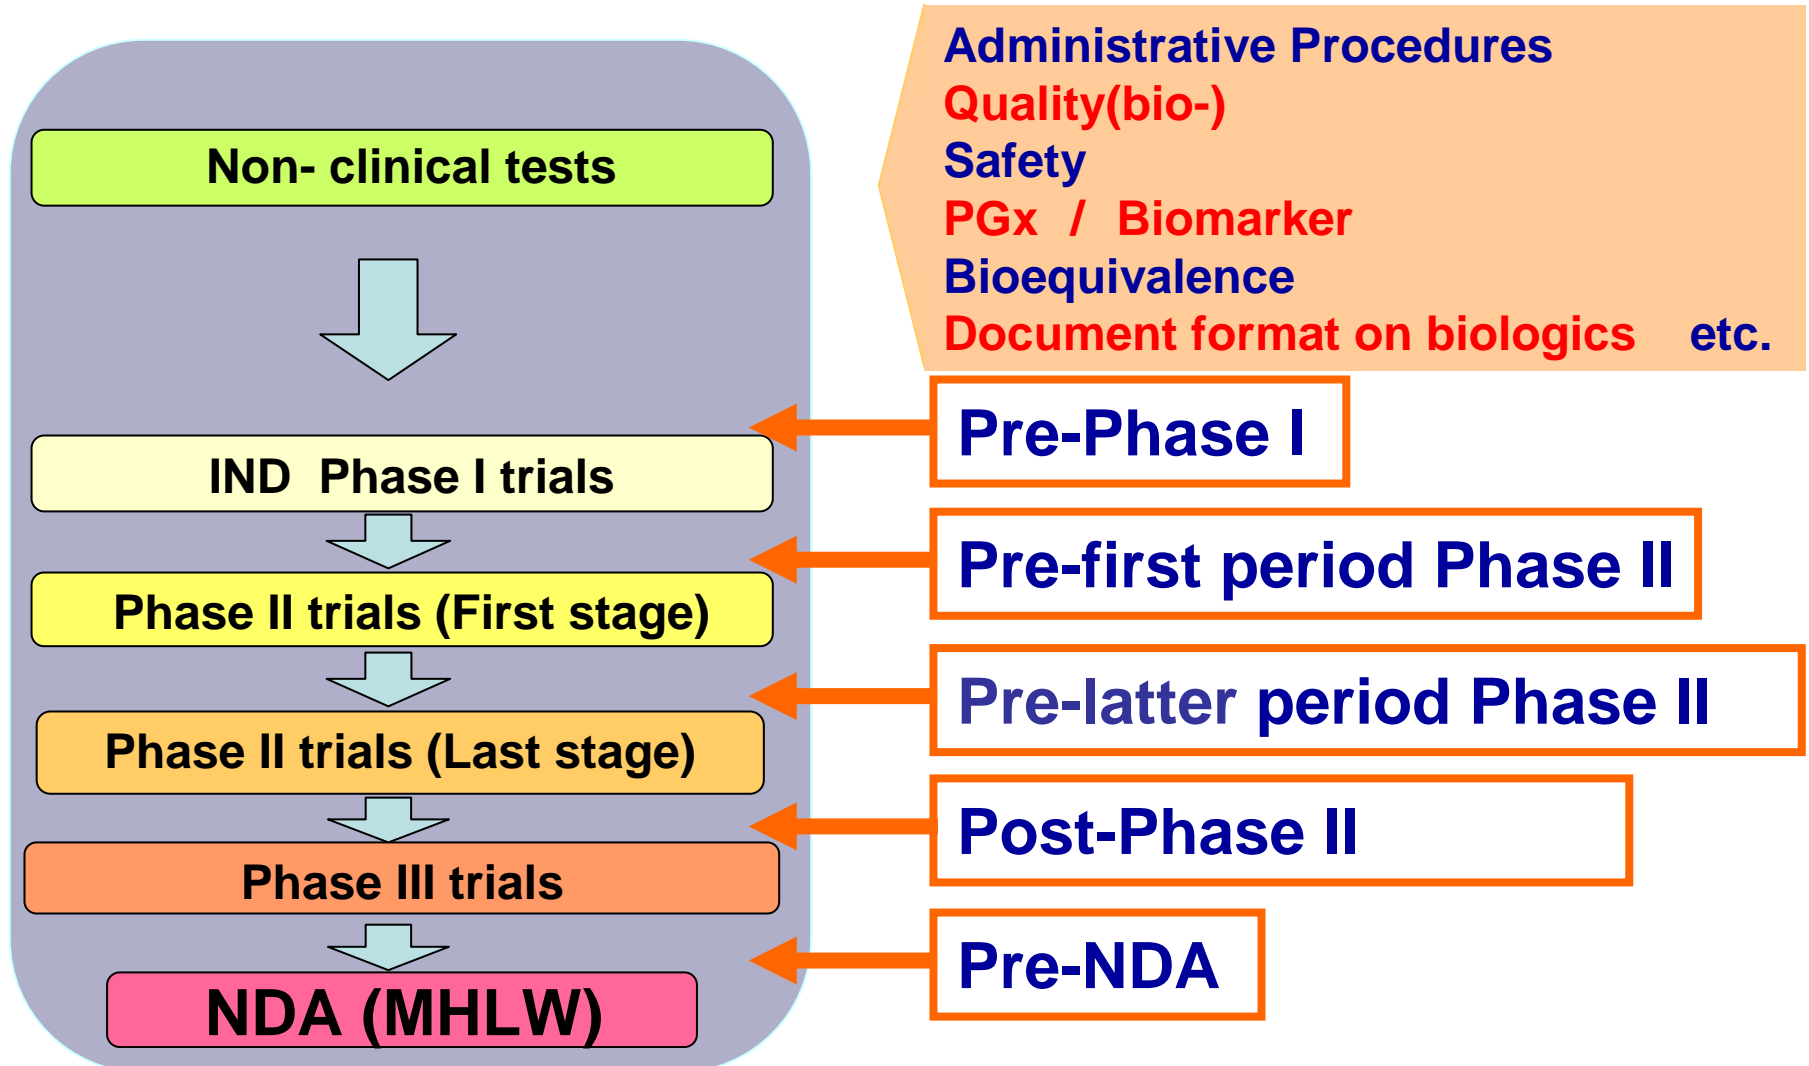 Administrative Procedures
Quality(bio-)
Safety
PGx / Biomarker
Bioequivalence
Document format on biologics etc.
Non- clinical tests
Pre-Phase I
IND Phase I trials
Pre-first period Phase II
Phase II trials (First stage)
Pre-latter period Phase II
Phase II trials (Last stage)
Post-Phase II
Phase III trials
Pre-NDA
NDA (MHLW)